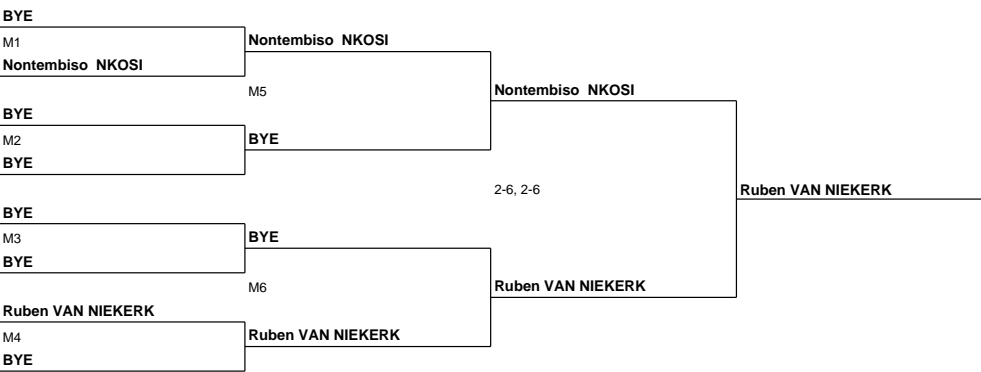 BYE
M1
Nontembiso NKOSI
Nontembiso NKOSI
M5
Nontembiso NKOSI
BYE
M2
BYE
BYE
2-6, 2-6
Ruben VAN NIEKERK
BYE
M3
BYE
BYE
M6
Ruben VAN NIEKERK
Ruben VAN NIEKERK
M4
Ruben VAN NIEKERK
BYE